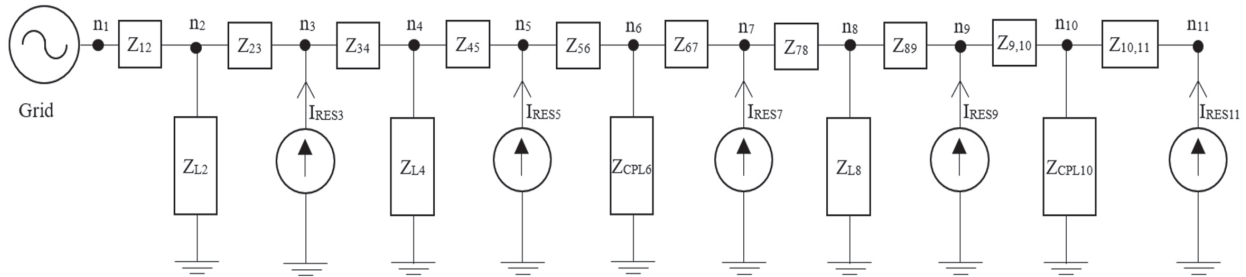 n1 n2 n3 n4 n5 n6 n7 n8 n9 n10 n11
Z12 Z23 Z34 Z45 Z56 Z67 Z78 Z89 Z9,10 Z10,11
Grid
IRES3 IRES5 IRES7 IRES9 IRES11
ZL2 ZL4 ZCPL6 ZL8 ZCPL10